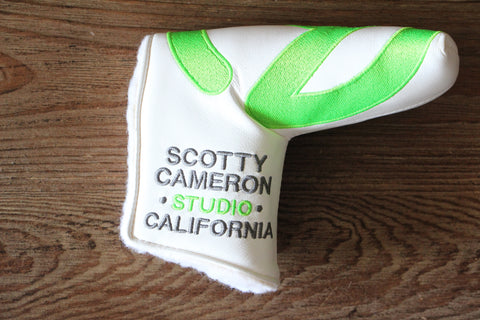 SCOTTY
CAMERON
• STUDIO •
CALIFORNIA